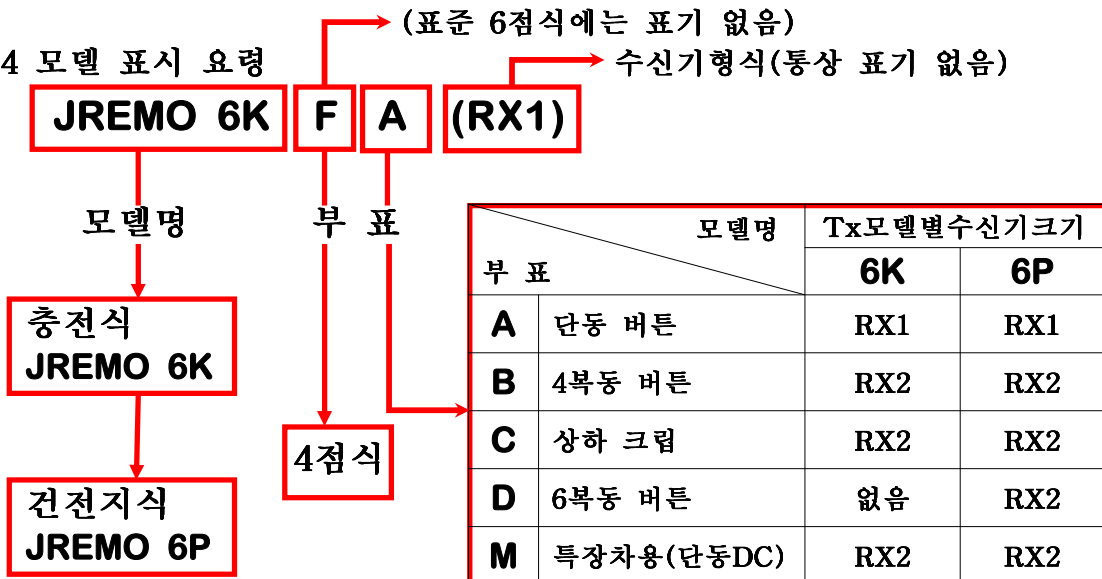 (표준 6점식에는 표기 없음)
4 모델 표시 요령
수신기형식(통상 표기 없음)
JREMO 6K F A (RX1)
모델명
부 표
충전식
JREMO 6K
4점식
건전지식
JREMO 6P
모델명 Tx모델별수신기크기
부 표 6K 6P
A 단동 버튼 RX1 RX1
B 4복동 버튼 RX2 RX2
C 상하 크립 RX2 RX2
D 6복동 버튼 없음 RX2
M 특장차용(단동DC) RX2 RX2